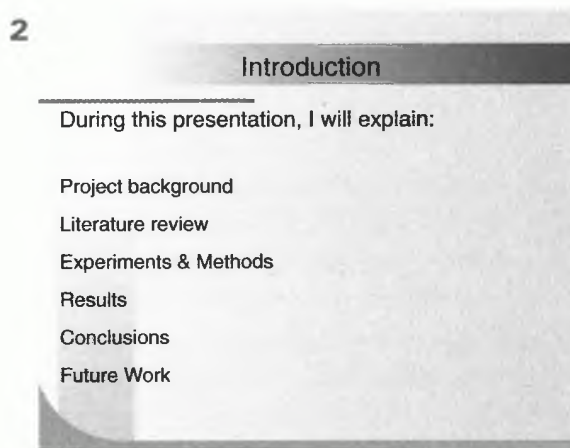 2
Introduction
During this presentation, I will explain:
Project background
Literature review
Experiments & Methods
Results
Conclusions
Future Work